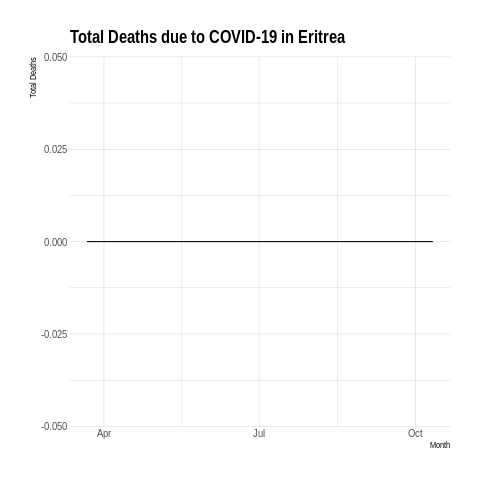 Total Deaths due to COVID-19 in Eritrea
Total Deaths
0.050
0.025
0.000
-0.025
-0.050
Apr Jul Oct
Month